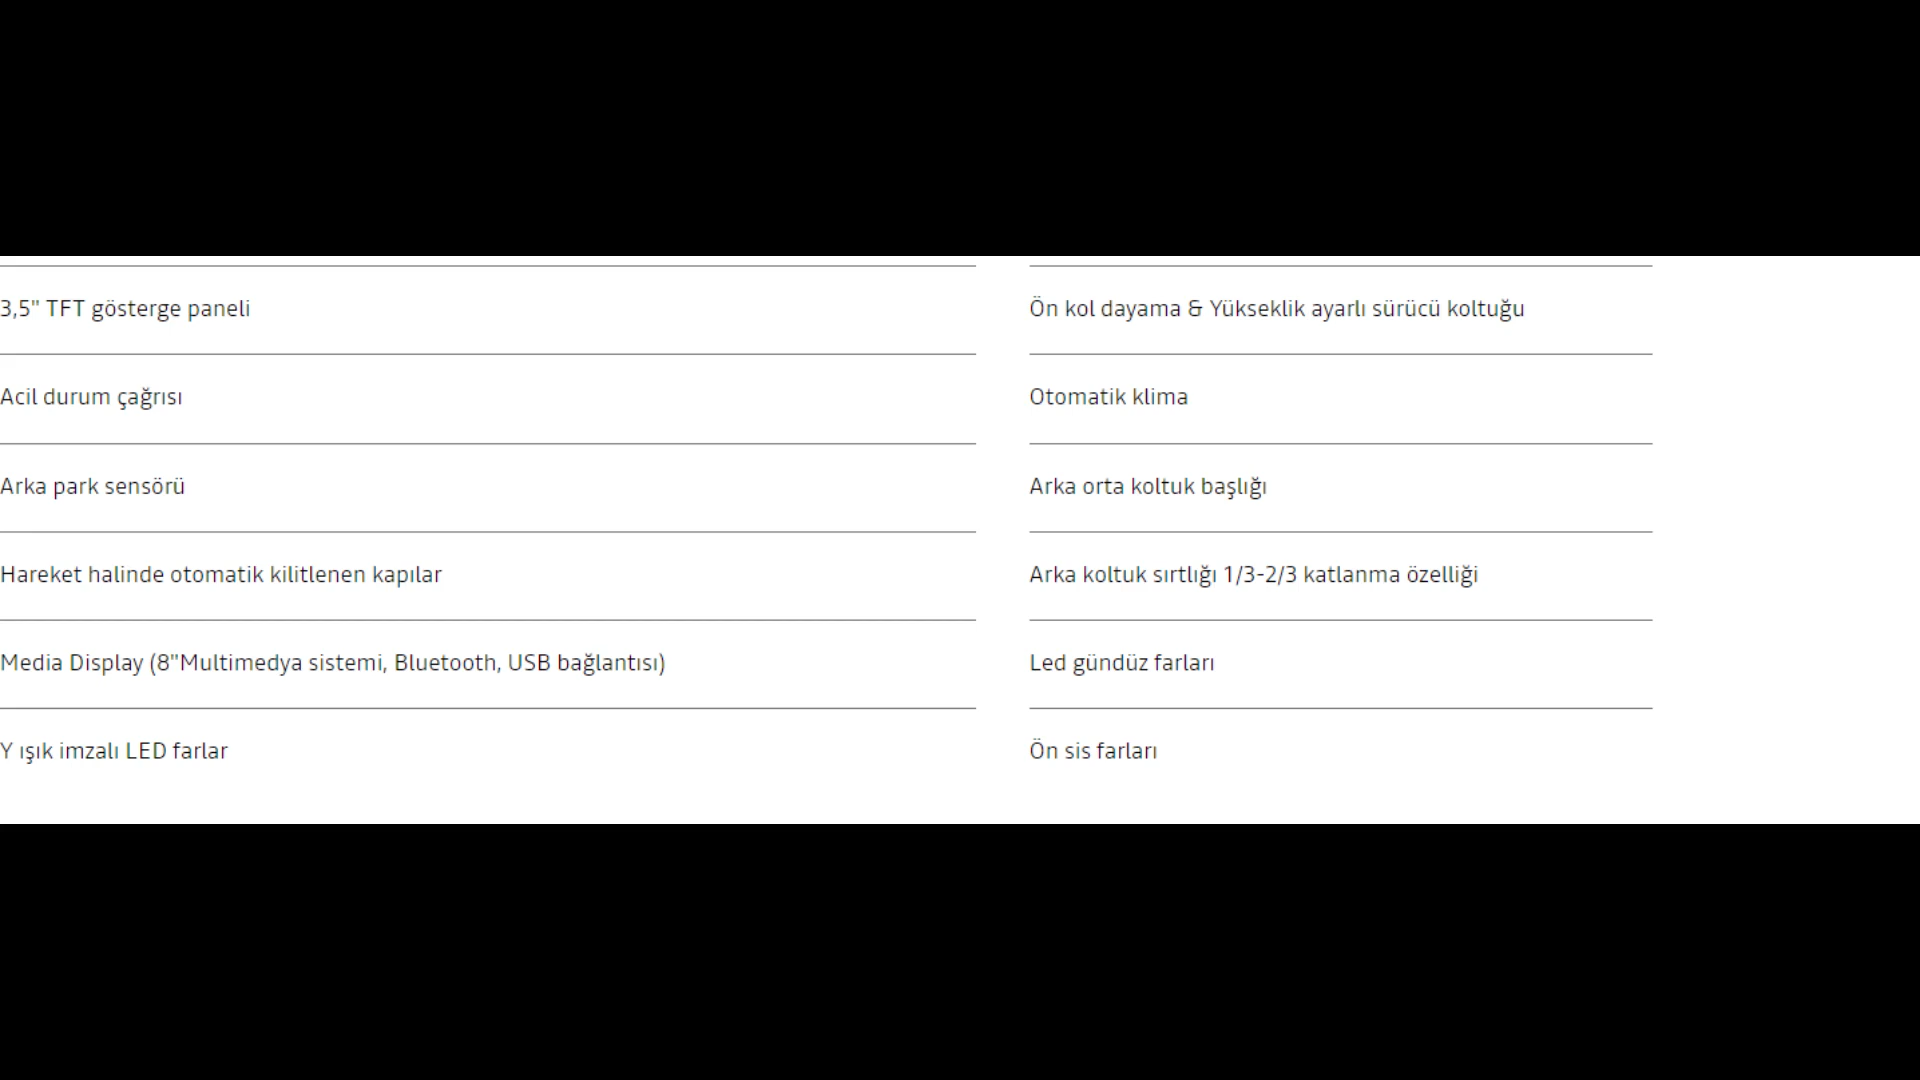 3,5" TFT gösterge paneli
Ön kol dayama & Yükseklik ayarlı sürücü koltuğu
Acil durum çağrısı
Otomatik klima
Arka park sensörü
Arka orta koltuk başlığı
Hareket halinde otomatik kilitlenen kapılar
Arka koltuk sırtlığı 1/3-2/3 katlanma özelliği
Media Display (8"Multimedya sistemi, Bluetooth, USB bağlantısı)
Led gündüz farları
Y ışık imzalı LED farlar
Ön sis farları